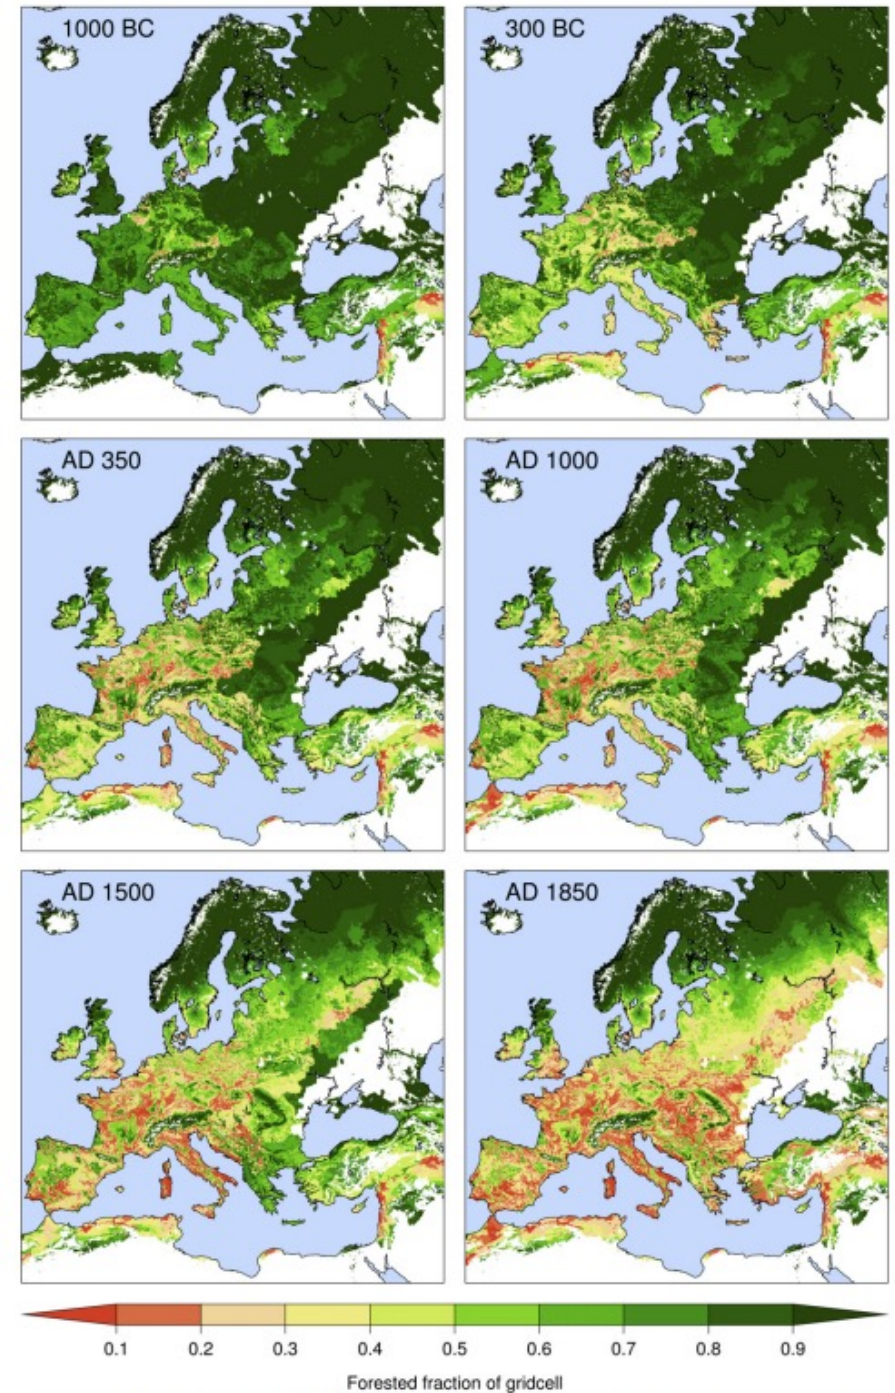 1000 BC
300 BC
AD 350
AD 1000
AD 1500
AD 1850
0.1 0.2 0.3 0.4 0.5 0.6 0.7 0.8 0.9
Forested fraction of gridcell